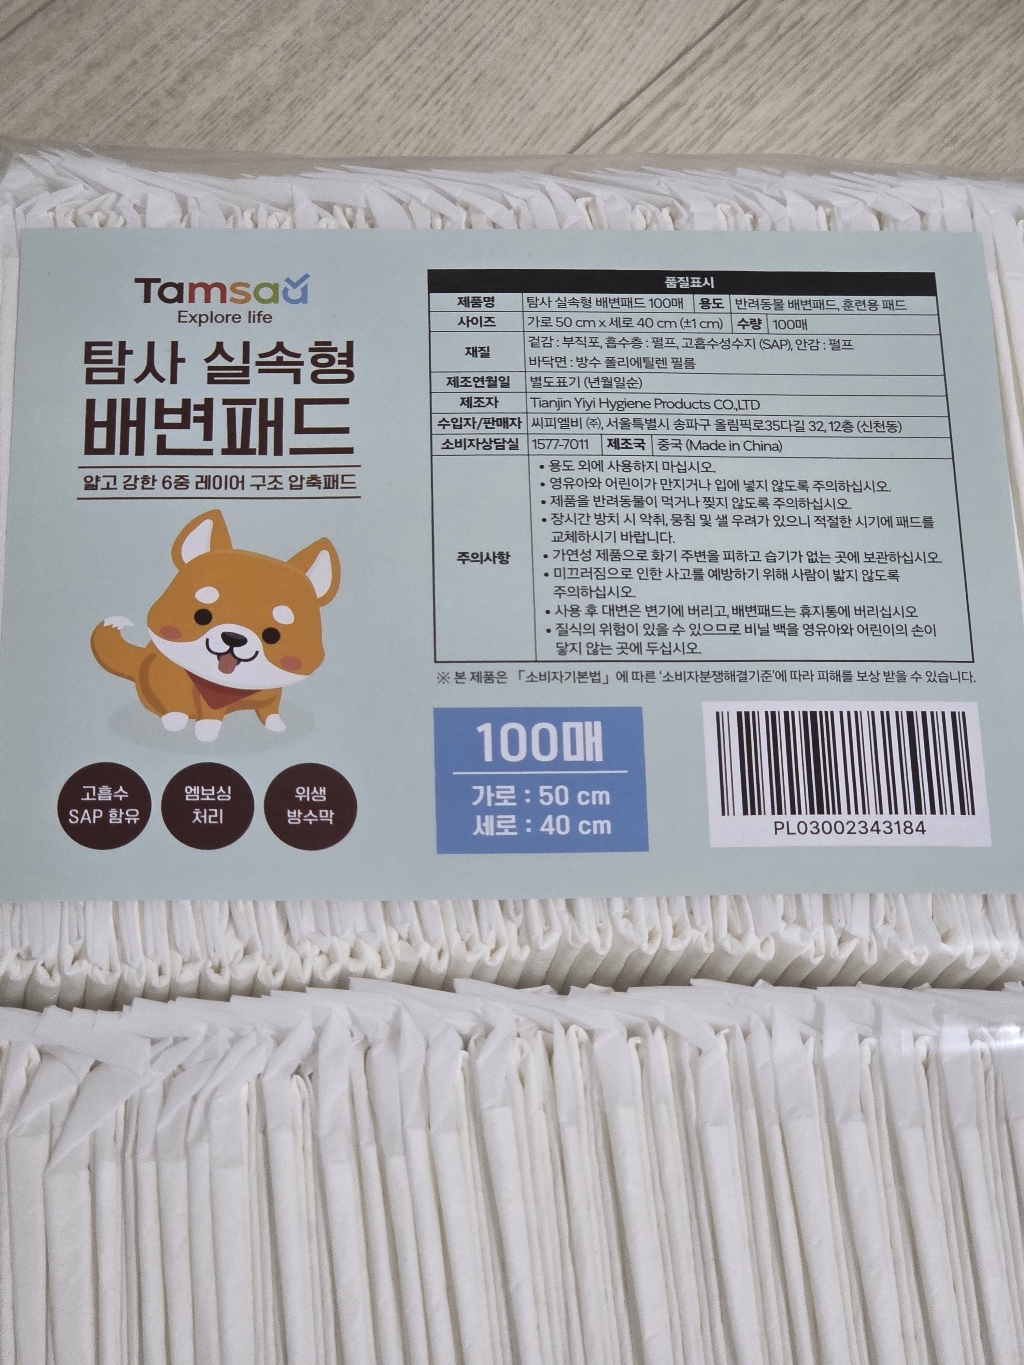 Tamsaa
Explore life
탐사 실속형
배변패드
얇고 강한 6중 레이어 구조 압축패드
고흡수
SAP 함유
엠보싱
처리
위생
방수막
품질표시
제품명 탐사 실속형 배변패드 100매 용도 반려동물 배변패드, 훈련용 패드
사이즈 가로 50 cm x 세로 40 cm (±1 cm) 수량 100매
재질 겉감 : 부직포, 흡수층 : 펄프, 고흡수성수지 (SAP), 안감 : 펄프
바닥면 : 방수 폴리에틸렌 필름
제조연월일 별도표기 (년월일순)
제조자 Tianjin Yiyi Hygiene Products CO.,LTD
수입자/판매자 씨피엘비 ㈜, 서울특별시 송파구 올림픽로35다길 32, 12층 (신천동)
소비자상담실 1577-7011 제조국 중국 (Made in China)
주의사항
• 용도 외에 사용하지 마십시오.
• 영유아와 어린이가 만지거나 입에 넣지 않도록 주의하십시오.
• 제품을 반려동물이 먹거나 찢지 않도록 주의하십시오.
• 장시간 방치 시 악취, 뭉침 및 샐 우려가 있으니 적절한 시기에 패드를
교체하시기 바랍니다.
• 가연성 제품으로 화기 주변을 피하고 습기가 없는 곳에 보관하십시오.
• 미끄러짐으로 인한 사고를 예방하기 위해 사람이 밟지 않도록
주의하십시오.
• 사용 후 대변은 변기에 버리고, 배변패드는 휴지통에 버리십시오
• 질식의 위험이 있을 수 있으므로 비닐 백을 영유아와 어린이의 손이
닿지 않는 곳에 두십시오.
※ 본 제품은 「소비자기본법」에 따른 '소비자분쟁해결기준'에 따라 피해를 보상 받을 수 있습니다.
100매
가로 : 50 cm
세로 : 40 cm
PL03002343184